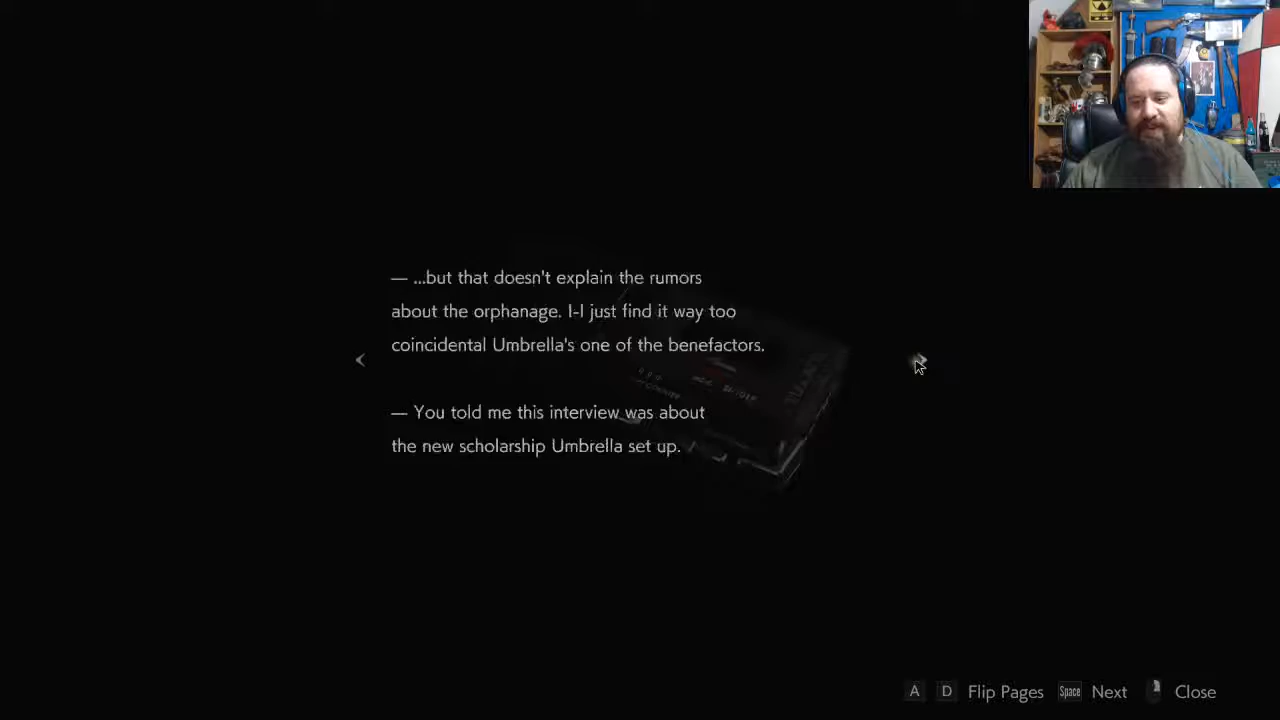 — ...but that doesn't explain the rumors
about the orphanage. I-I just find it way too
coincidental Umbrella's one of the benefactors.
— You told me this interview was about
the new scholarship Umbrella set up.
A D Flip Pages Space Next Close